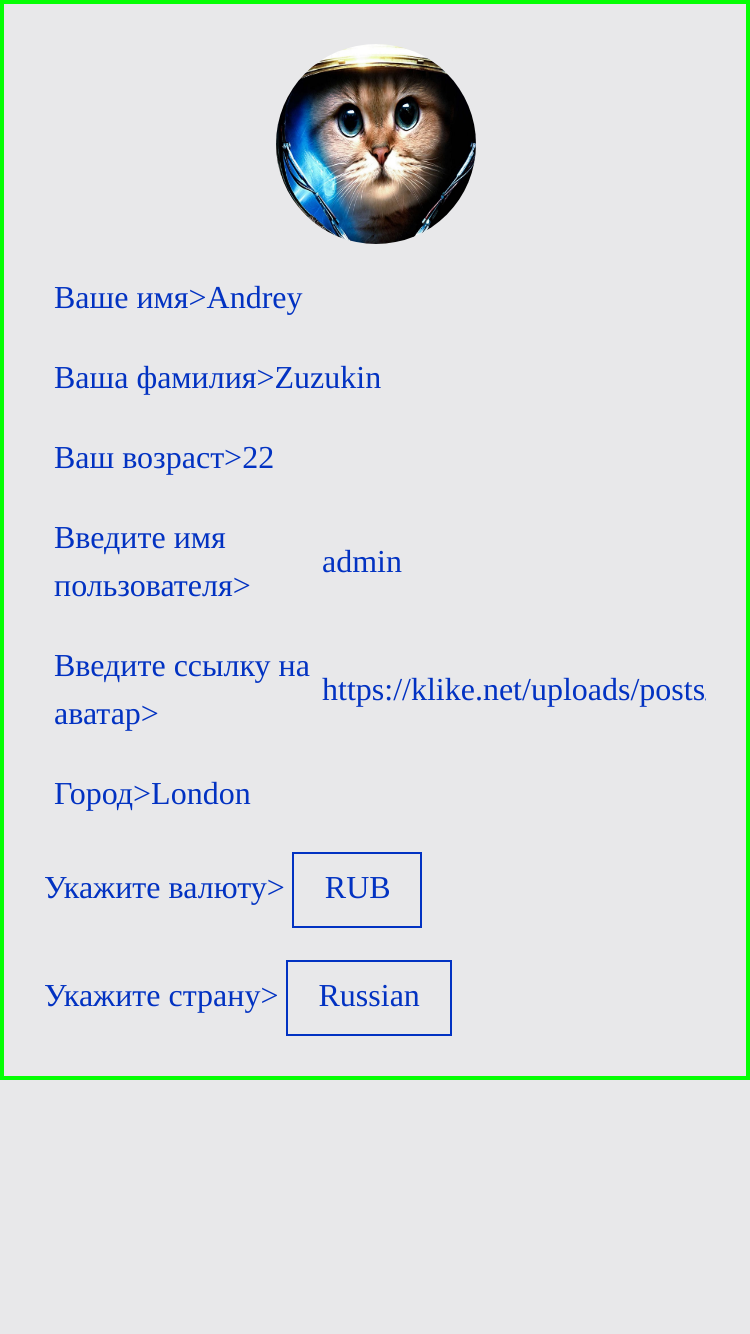 Ваше имя>Andrey
Ваша фамилия>Zuzukin
Ваш возраст>22
Введите имя
пользователя>
admin
Введите ссылку на
аватар>
https://klike.net/uploads/posts
Город>London
Укажите валюту> RUB
Укажите страну> Russian